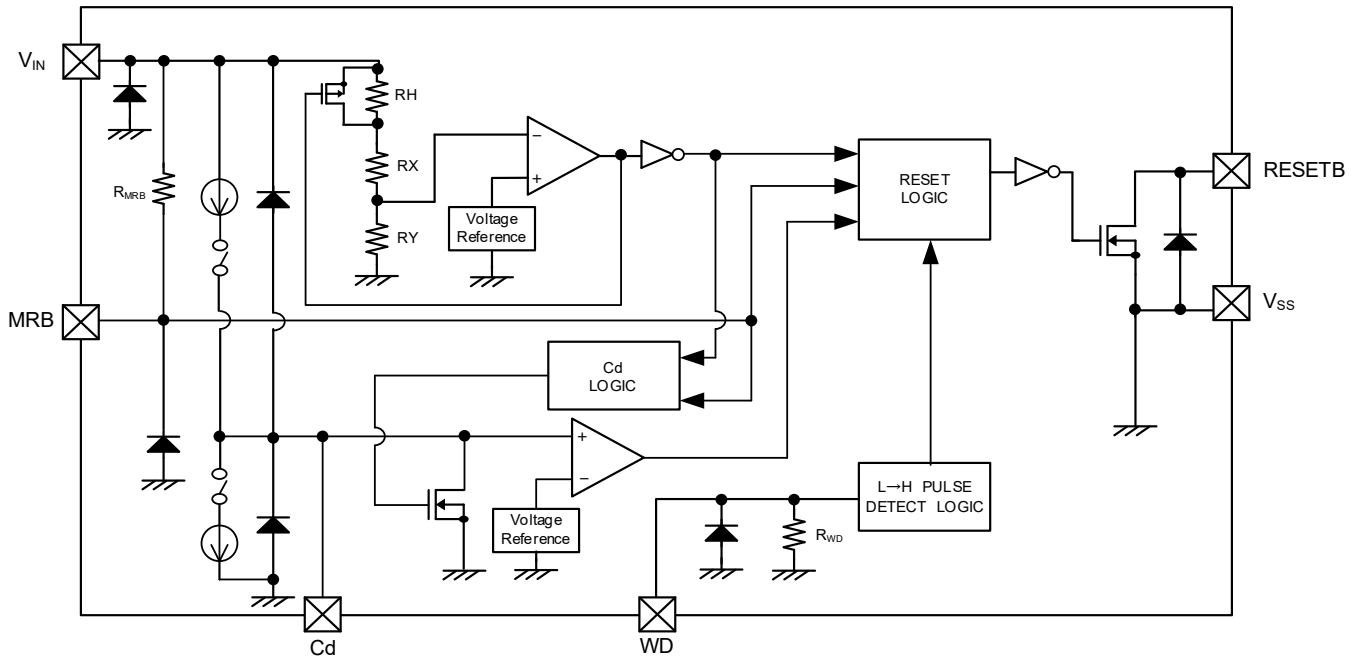 VIN
RH
RX
RMRB
Voltage
Reference
RY
RESET
LOGIC
RESETB
MRB
VSS
Cd
LOGIC
Voltage
Reference
L→H PULSE
DETECT LOGIC
RWD
Cd
WD